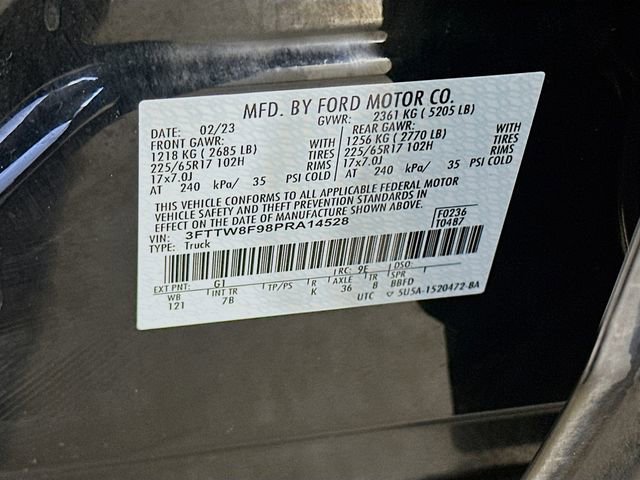 MFD. BY FORD MOTOR CO.
DATE: 02/23 GVWR: 2361 KG ( 5205 LB)
FRONT GAWR: WITH REAR GAWR: WITH
1218 KG ( 2685 LB) TIRES 1256 KG ( 2770 LB) TIRES
225/65R17 102H RIMS 225/65R17 102H RIMS
17x7.0J PSI COLD 17x7.0J PSI COLD
AT 240 kPa/ 35 AT 240 kPa/ 35
THIS VEHICLE CONFORMS TO ALL APPLICABLE FEDERAL MOTOR
VEHICLE SAFETY AND THEFT PREVENTION STANDARDS IN
EFFECT ON THE DATE OF MANUFACTURE SHOWN ABOVE.
VIN: 3FTTW8F98PRA14528 F0236
TYPE: Truck T0487
EXT PNT: G1 RC: 9E DSO:
WB INT TR TP/PS R AXLE TR SPR
121 7B K 36 8 BBFD
UTC 5U5A-1520472-BA